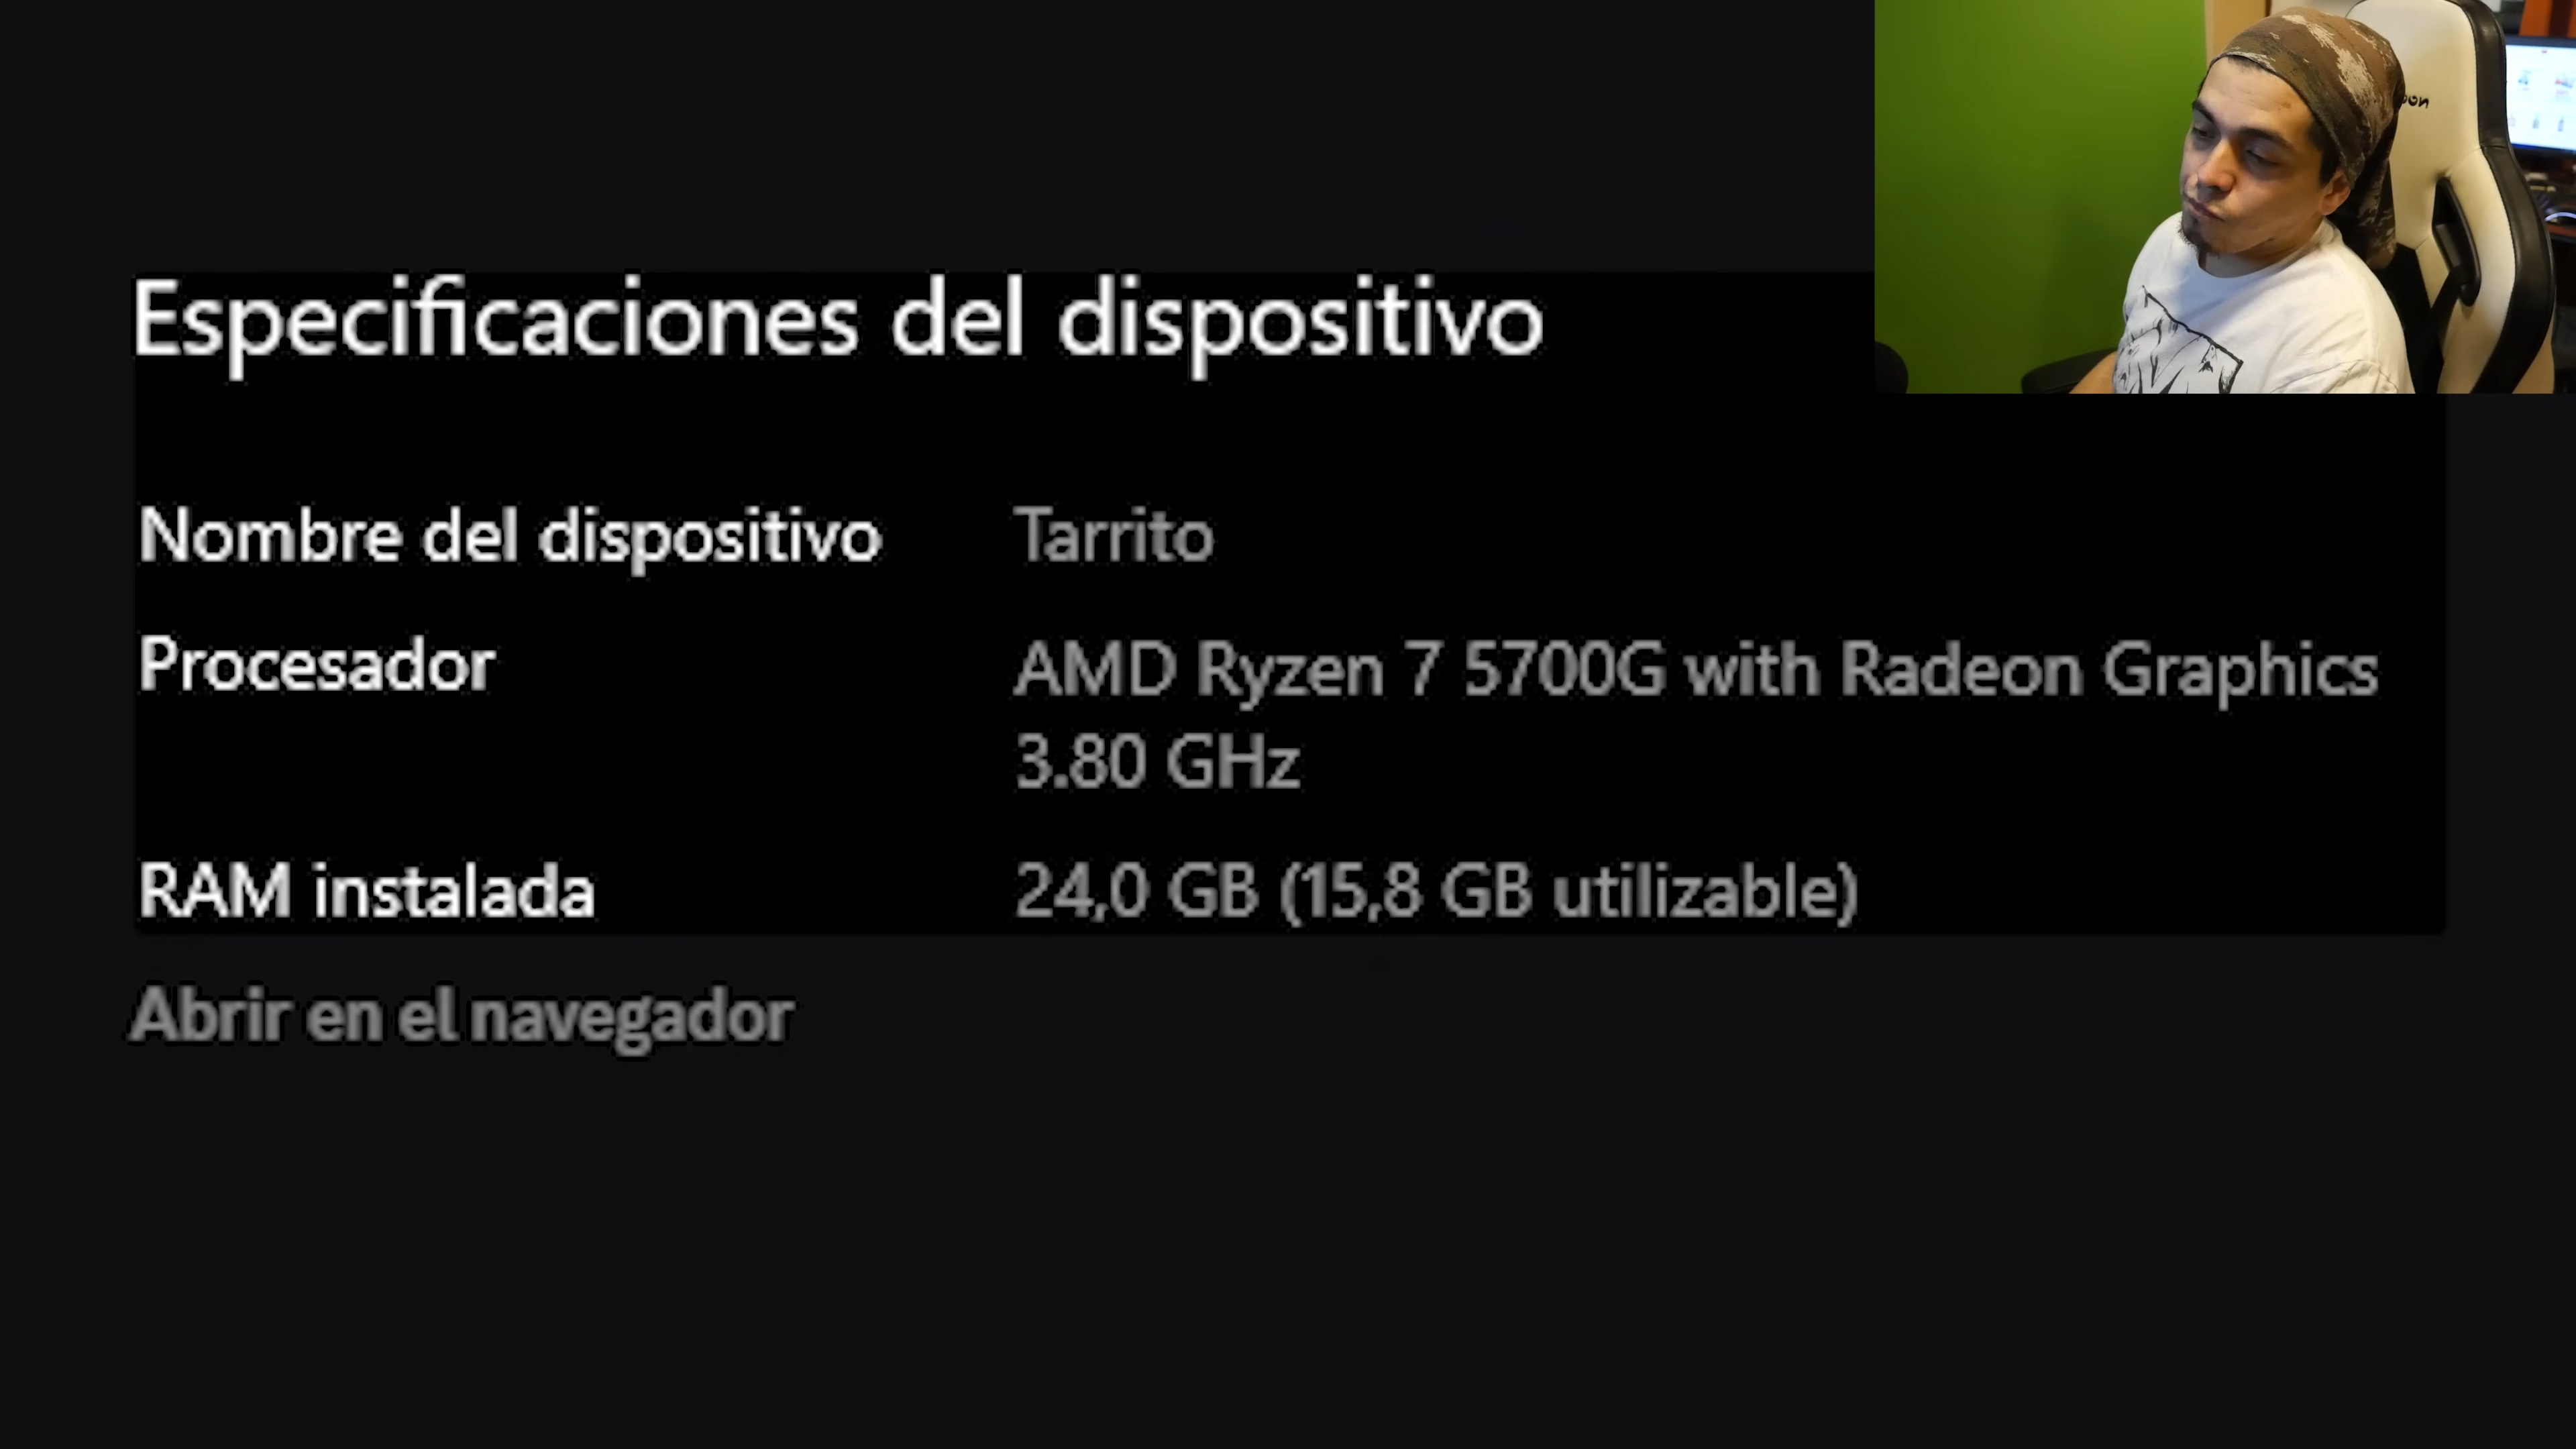 Especificaciones del dispositivo
Nombre del dispositivo Tarrito
Procesador AMD Ryzen 7 5700G with Radeon Graphics
3.80 GHz
RAM instalada 24,0 GB (15,8 GB utilizable)
Abrir en el navegador